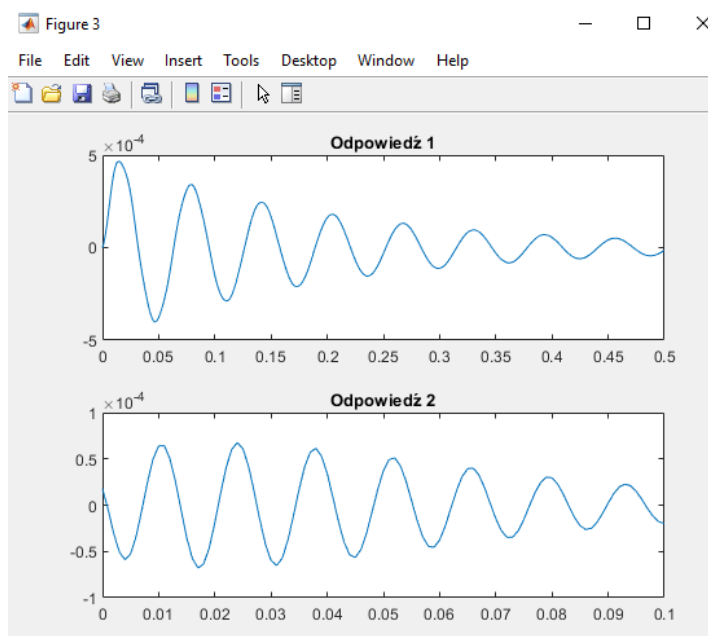 Figure 3
File Edit View Insert Tools Desktop Window Help
Odpowiedź 1
×10-4
5
0
-5
0 0.05 0.1 0.15 0.2 0.25 0.3 0.35 0.4 0.45 0.5
Odpowiedź 2
×10-4
1
0.5
0
-0.5
-1
0 0.01 0.02 0.03 0.04 0.05 0.06 0.07 0.08 0.09 0.1